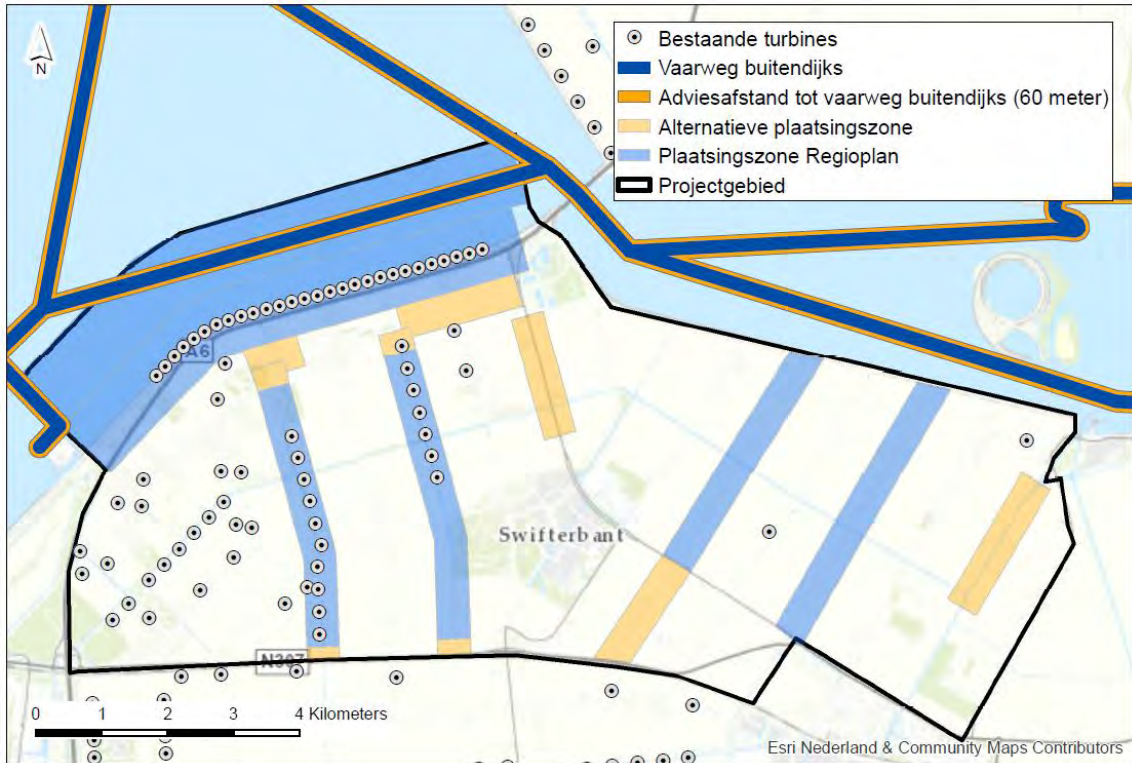 N
Bestaande turbines
Vaarweg buitendijks
Adviesafstand tot vaarweg buitendijks (60 meter)
Alternatieve plaatsingszone
Plaatsingszone Regioplan
Projectgebied
A6
Swifterbant
N307
0 1 2 3 4 Kilometers
Esri Nederland & Community Maps Contributors